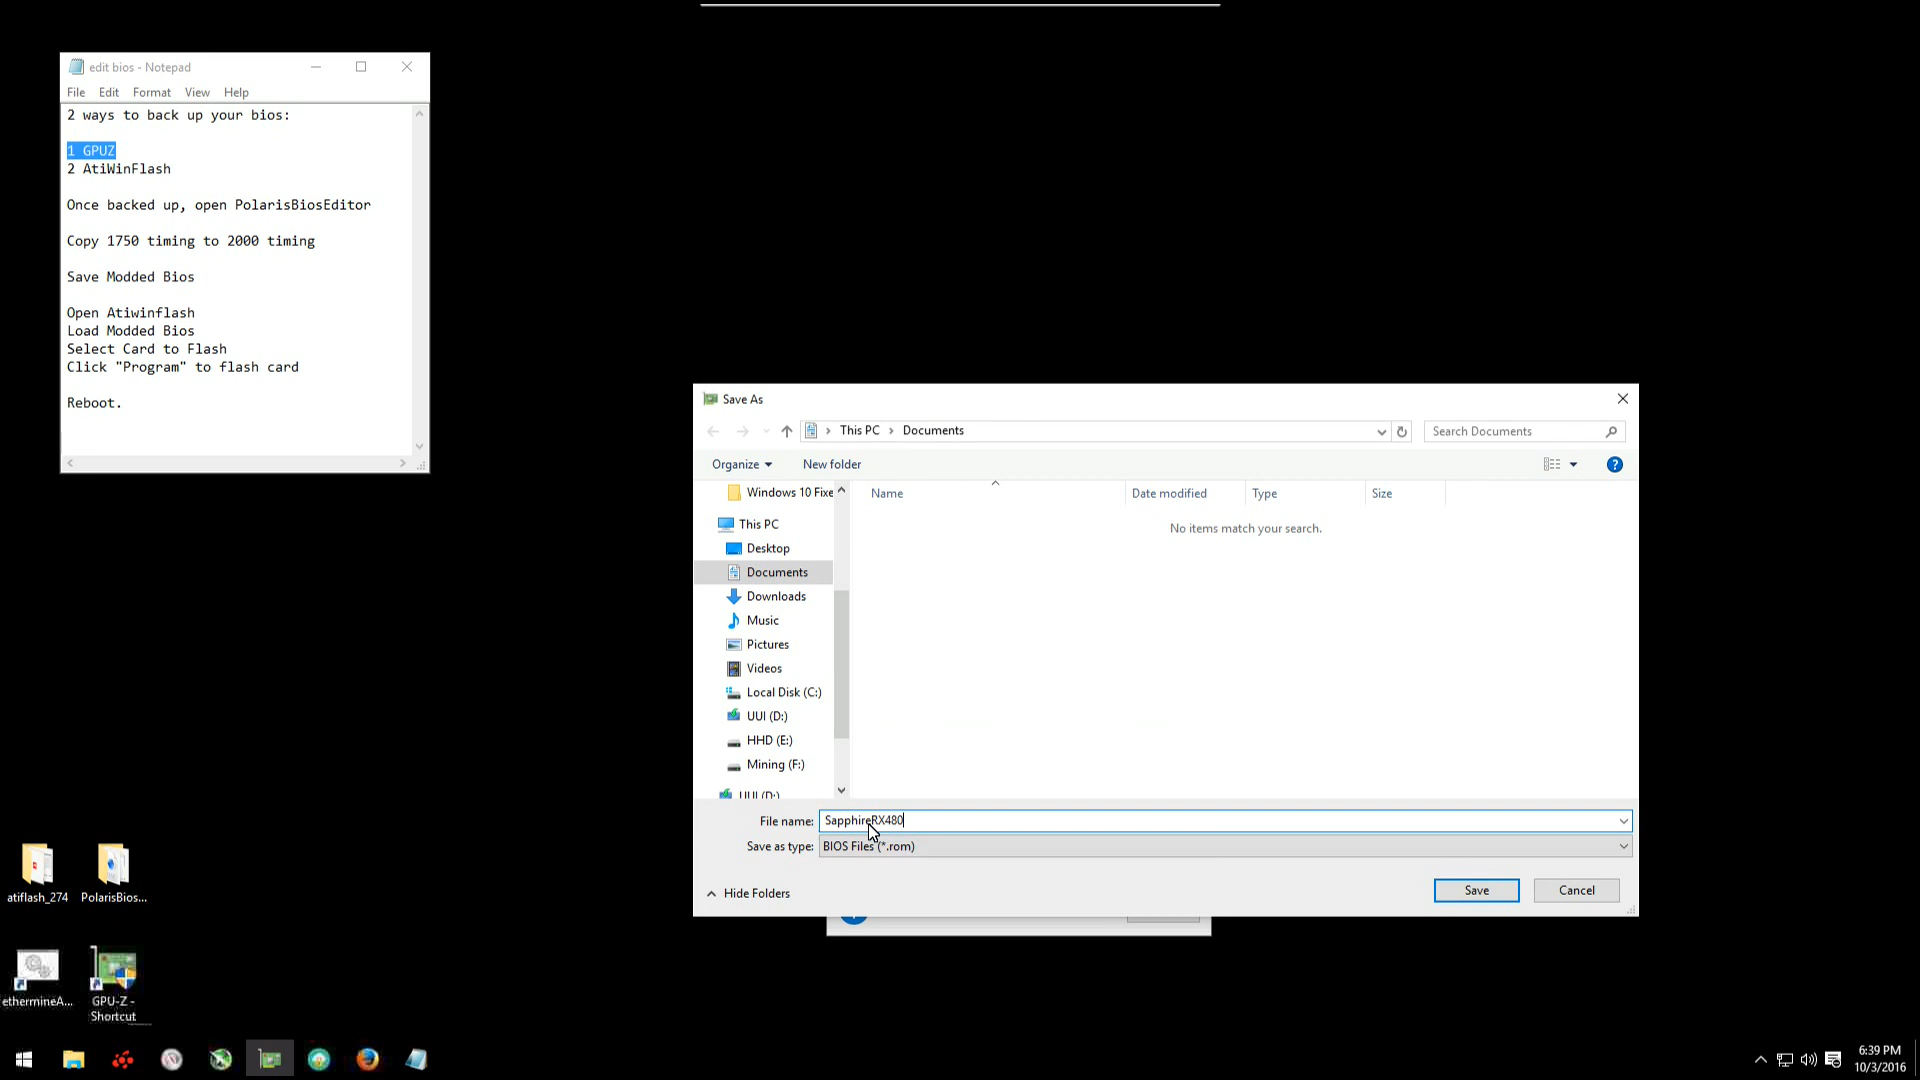 edit bios - Notepad
File Edit Format View Help
2 ways to back up your bios:
1 GPUZ
2 AtiWinFlash
Once backed up, open PolarisBiosEditor
Copy 1750 timing to 2000 timing
Save Modded Bios
Open Atiwinflash
Load Modded Bios
Select Card to Flash
Click "Program" to flash card
Reboot.
Save As
This PC > Documents
Search Documents
Organize New folder
Name Date modified Type Size
No items match your search.
Windows 10 Fixe
This PC
Desktop
Documents
Downloads
Music
Pictures
Videos
Local Disk (C:)
UUI (D:)
HHD (E:)
Mining (F:)
UUI (D:)
File name: SapphireRX480
Save as type: BIOS Files (*.rom)
Hide Folders
Save Cancel
atiflash_274
PolarisBios...
ethermineA...
GPU-Z -
Shortcut
6:39 PM
10/3/2016